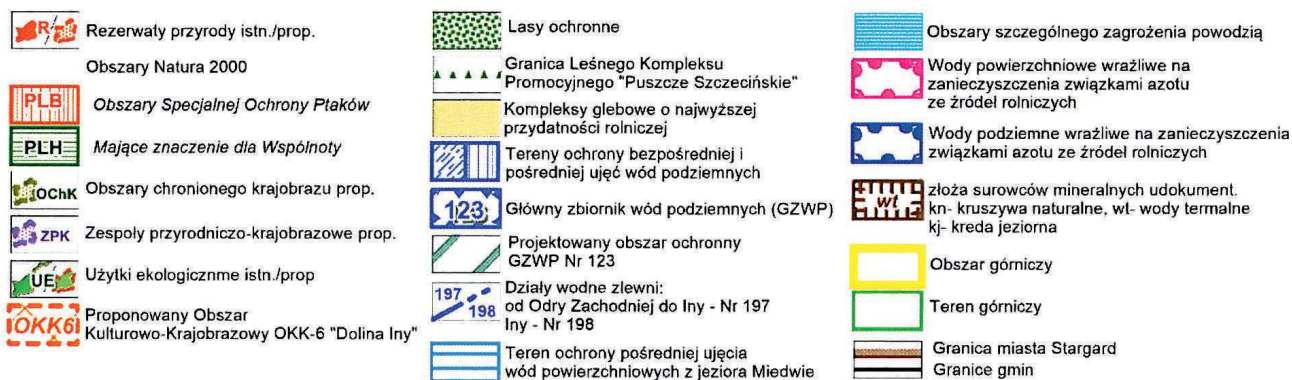 R
Rezerwaty przyrody istn./prop.
Obszary Natura 2000
PLB
Obszary Specjalnej Ochrony Ptaków
PLH
Mające znaczenie dla Wspólnoty
OChK
Obszary chronionego krajobrazu prop.
ZPK
Zespoły przyrodniczo-krajobrazowe prop.
UE
Użytki ekologicznme istn./prop
OKK6
Proponowany Obszar
Kulturowo-Krajobrazowy OKK-6 "Dolina Iny"
Lasy ochronne
Granica Leśnego Kompleksu
Promocyjnego "Puszcze Szczecińskie"
Kompleksy glebowe o najwyższej
przydatności rolniczej
Tereny ochrony bezpośredniej i
pośredniej ujęć wód podziemnych
123
Główny zbiornik wód podziemnych (GZWP)
Projektowany obszar ochronny
GZWP Nr 123
197
198
Działy wodne zlewni:
od Odry Zachodniej do Iny - Nr 197
Iny - Nr 198
Teren ochrony pośredniej ujęcia
wód powierzchniowych z jeziora Miedwie
Obszary szczególnego zagrożenia powodzią
Wody powierzchniowe wrażliwe na
zanieczyszczenia związkami azotu
ze źródeł rolniczych
Wody podziemne wrażliwe na zanieczyszczenia
związkami azotu ze źródeł rolniczych
wt
złoża surowców mineralnych udokument.
kn- kruszywa naturalne, wt- wody termalne
kj- kreda jeziorna
Obszar górniczy
Teren górniczy
Granica miasta Stargard
Granice gmin